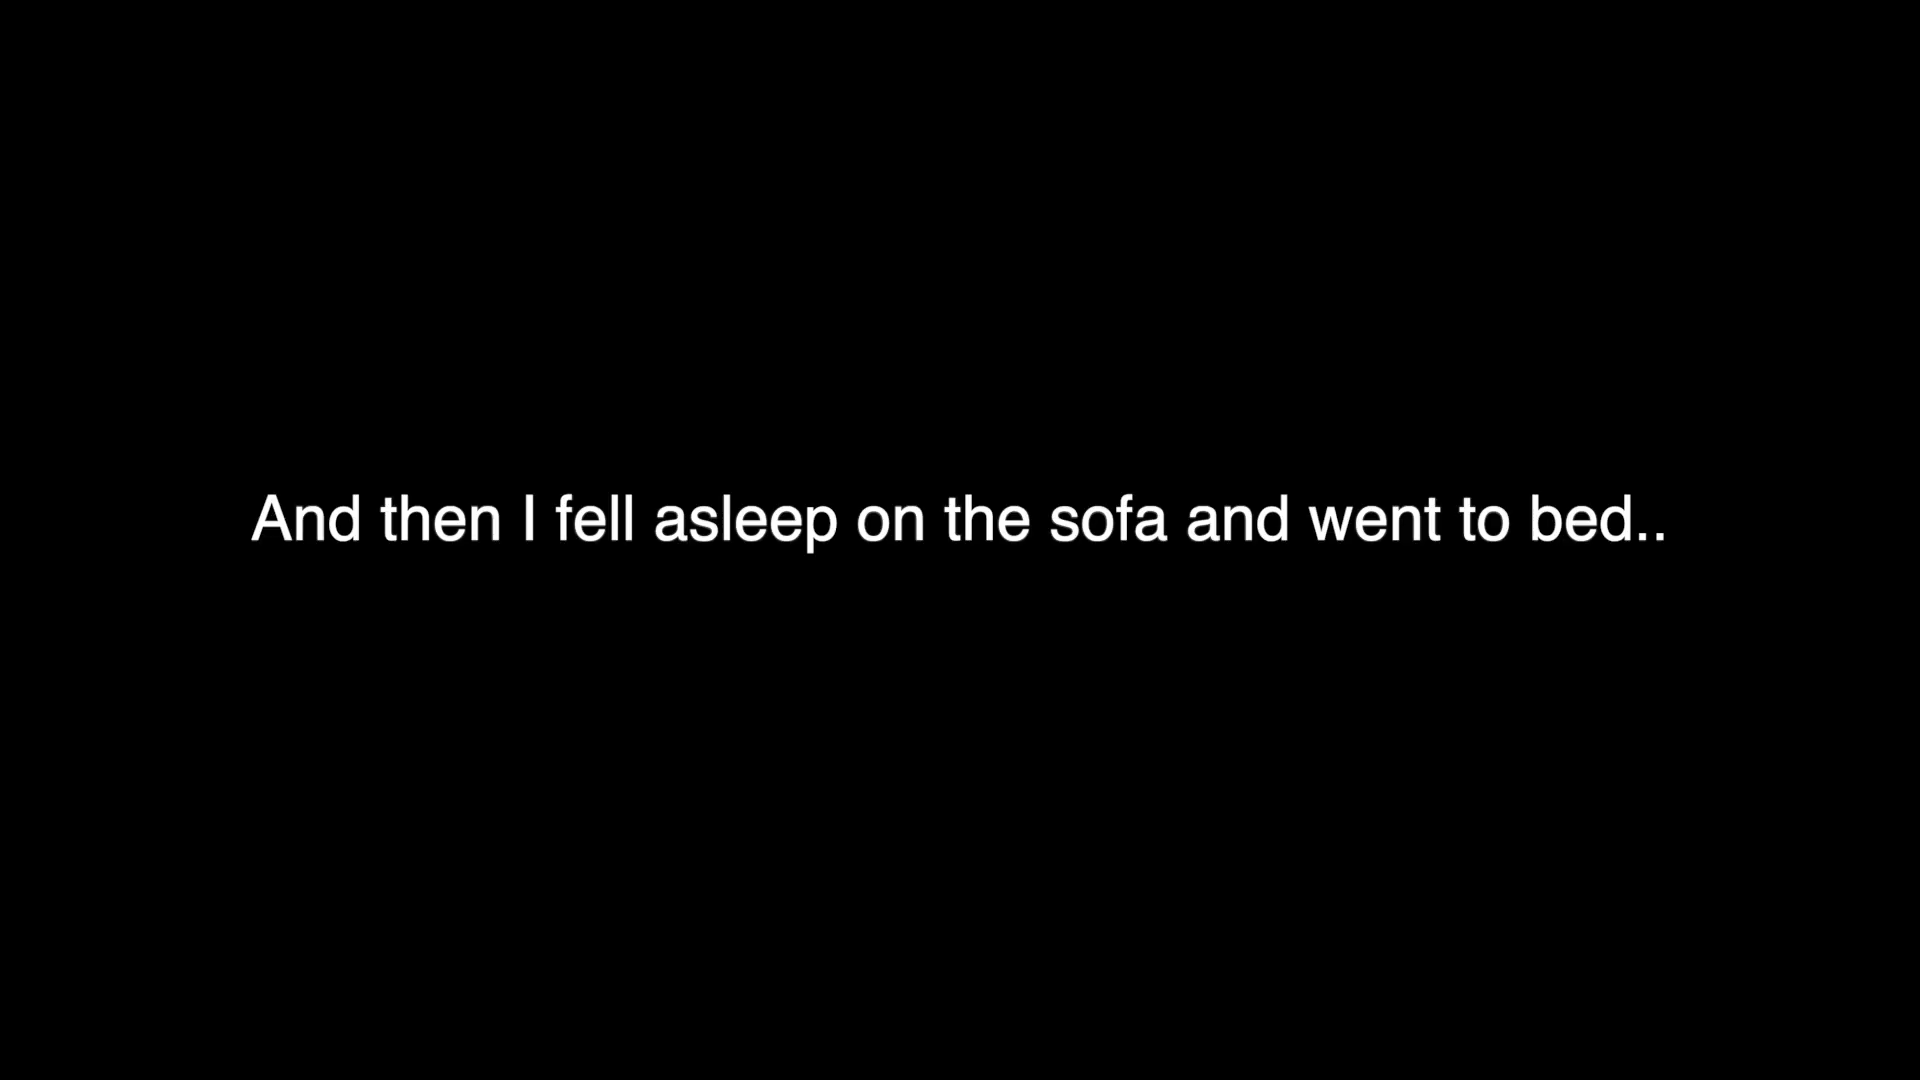 And then I fell asleep on the sofa and went to bed..